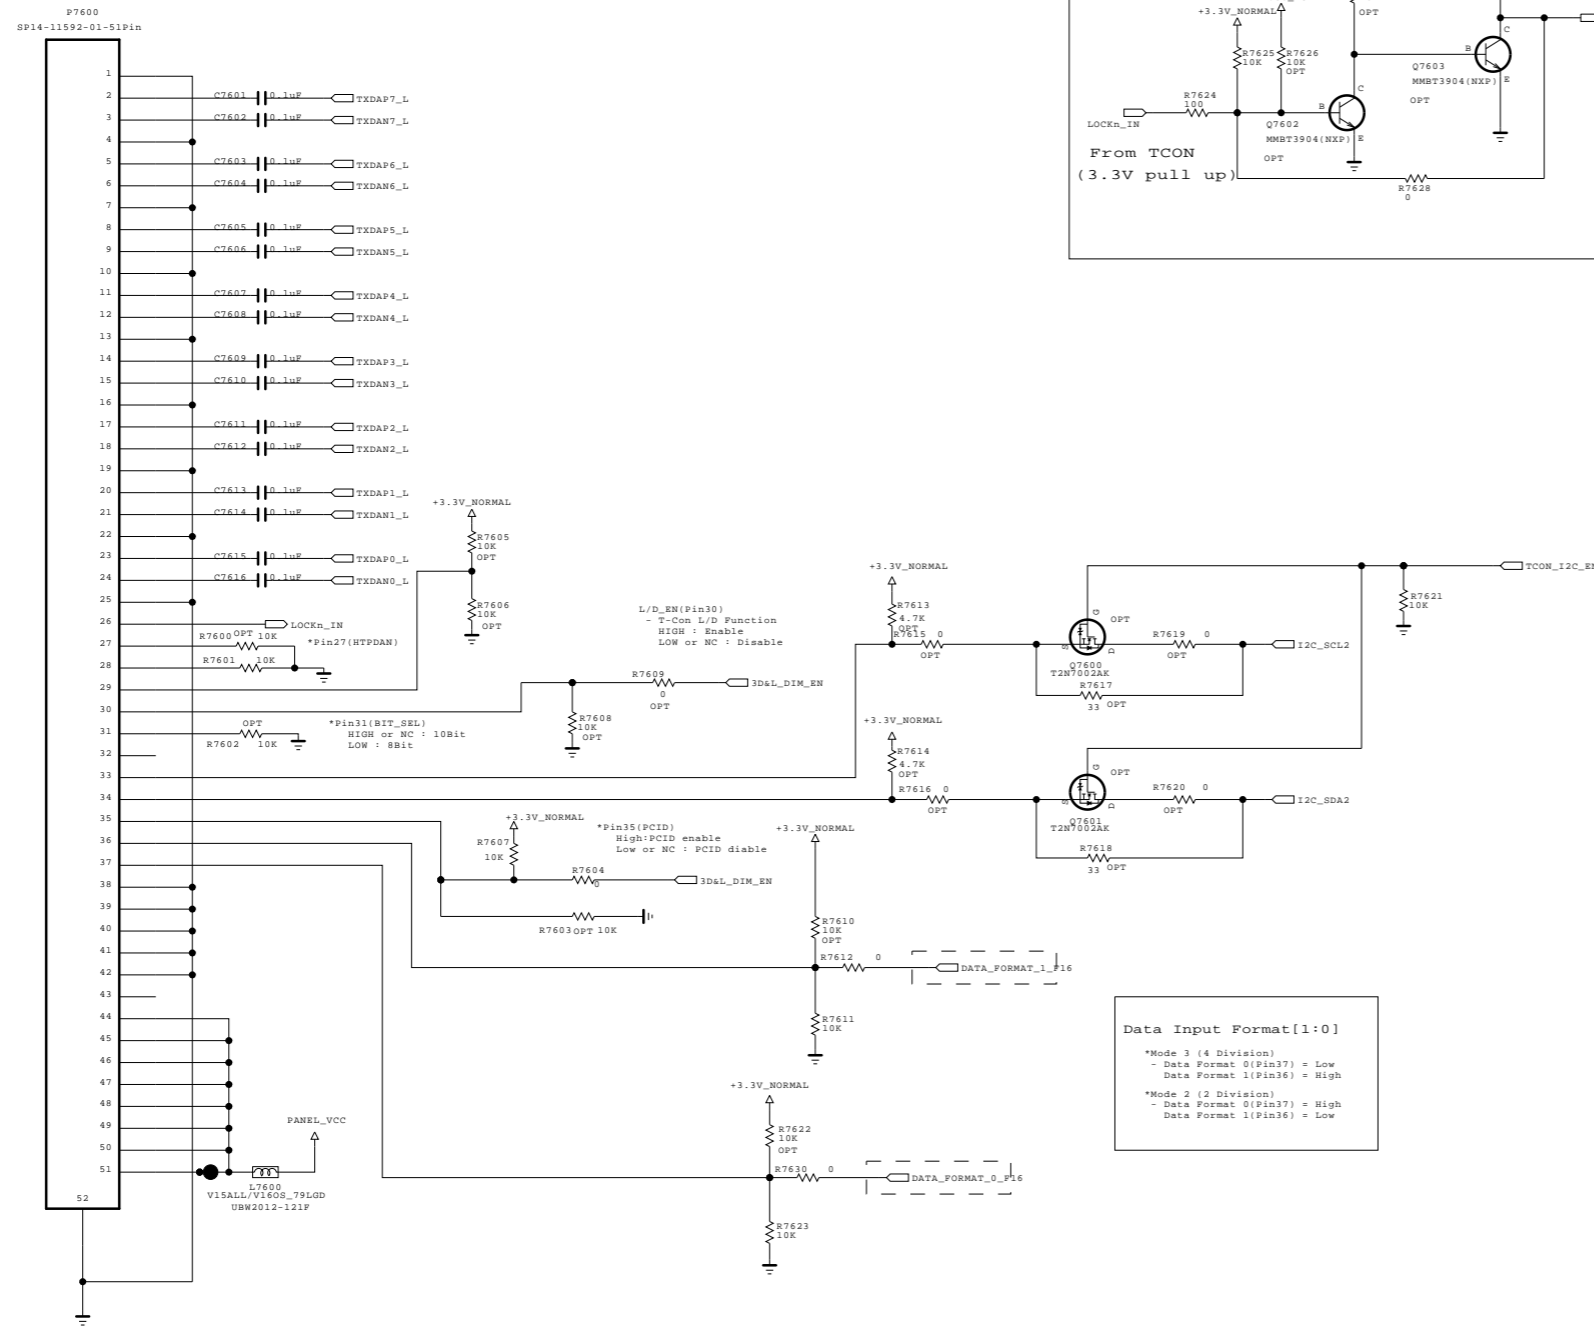 P7600
SP14-11592-01-51Pin
1
2
C7601 0.1uF TXDAP7_L
3
C7602 0.1uF TXDAN7_L
4
5
C7603 0.1uF TXDAP6_L
6
C7604 0.1uF TXDAN6_L
7
8
C7605 0.1uF TXDAP5_L
9
C7606 0.1uF TXDAN5_L
10
11
C7607 0.1uF TXDAP4_L
12
C7608 0.1uF TXDAN4_L
13
14
C7609 0.1uF TXDAP3_L
15
C7610 0.1uF TXDAN3_L
16
17
C7611 0.1uF TXDAP2_L
18
C7612 0.1uF TXDAN2_L
19
20
C7613 0.1uF TXDAP1_L
21
C7614 0.1uF TXDAN1_L
22
23
C7615 0.1uF TXDAP0_L
24
C7616 0.1uF TXDAN0_L
25
26
LOCKn_IN
27
R7600 OPT 10K
*Pin27(HTPDAN)
28
R7601 10K
29
30
31
OPT
R7602 10K
*Pin31(BIT_SEL)
HIGH or NC : 10Bit
LOW : 8Bit
32
33
34
35
36
37
38
39
40
41
42
43
44
45
46
47
48
49
50
51
52
PANEL_VCC
L7600
V15ALL/V16OS_79LGD
UBW2012-121F
+3.3V_NORMAL
R7605
10K
OPT
R7606
10K
OPT
L/D_EN(Pin30)
- T-Con L/D Function
HIGH : Enable
LOW or NC : Disable
R7609
0
OPT
3D&L_DIM_EN
R7608
10K
OPT
+3.3V_NORMAL
R7607
10K
*Pin35(PCID)
High:PCID enable
Low or NC : PCID diable
R7604
0
3D&L_DIM_EN
R7603 OPT 10K
+3.3V_NORMAL
R7610
10K
OPT
R7612 0
DATA_FORMAT_1_F16
R7611
10K
+3.3V_NORMAL
R7622
10K
OPT
R7630 0
DATA_FORMAT_0_F16
R7623
10K
+3.3V_NORMAL
R7613
4.7K
OPT
R7615 0
OPT
G
OPT
S
D
Q7600
T2N7002AK
R7619 0
OPT
I2C_SCL2
R7617
33 OPT
+3.3V_NORMAL
R7614
4.7K
OPT
R7616 0
OPT
G
OPT
S
D
Q7601
T2N7002AK
R7620 0
OPT
I2C_SDA2
R7618
33 OPT
TCON_I2C_EN
R7621
10K
Data Input Format[1:0]
*Mode 3 (4 Division)
- Data Format 0(Pin37) = Low
Data Format 1(Pin36) = High
*Mode 2 (2 Division)
- Data Format 0(Pin37) = High
Data Format 1(Pin36) = Low
OPT
+3.3V_NORMAL
R7625
10K
R7626
10K
OPT
R7624
100
LOCKn_IN
From TCON
(3.3V pull up)
B
C
E
Q7602
MMBT3904(NXP)
OPT
B
C
E
Q7603
MMBT3904(NXP)
OPT
R7628
0